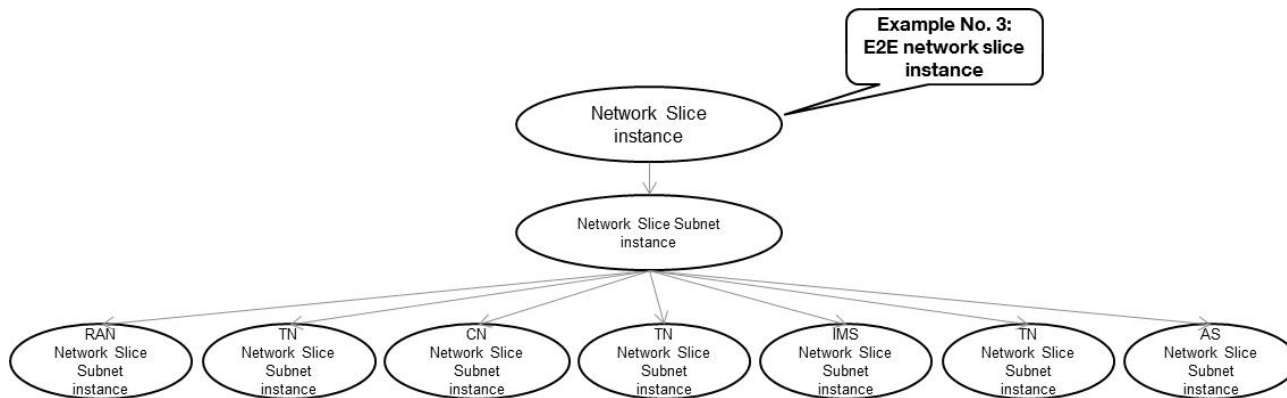 Example No. 3:
E2E network slice
instance
Network Slice
instance
Network Slice Subnet
instance
RAN
Network Slice
Subnet
instance
TN
Network Slice
Subnet
instance
CN
Network Slice
Subnet
instance
TN
Network Slice
Subnet
instance
IMS
Network Slice
Subnet
instance
TN
Network Slice
Subnet
instance
AS
Network Slice
Subnet
instance